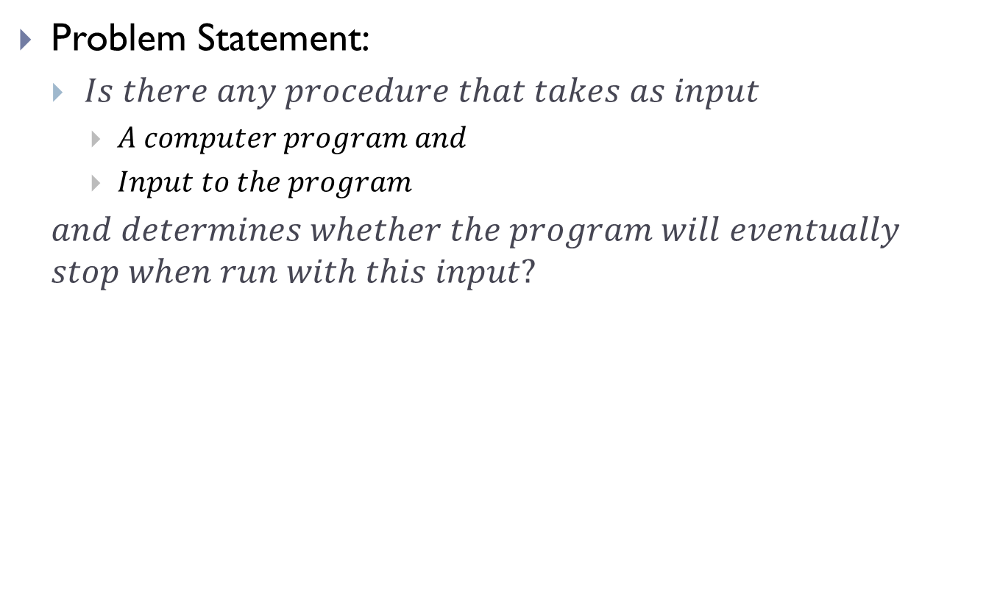 Problem Statement:
Is there any procedure that takes as input
A computer program and
Input to the program
and determines whether the program will eventually
stop when run with this input?